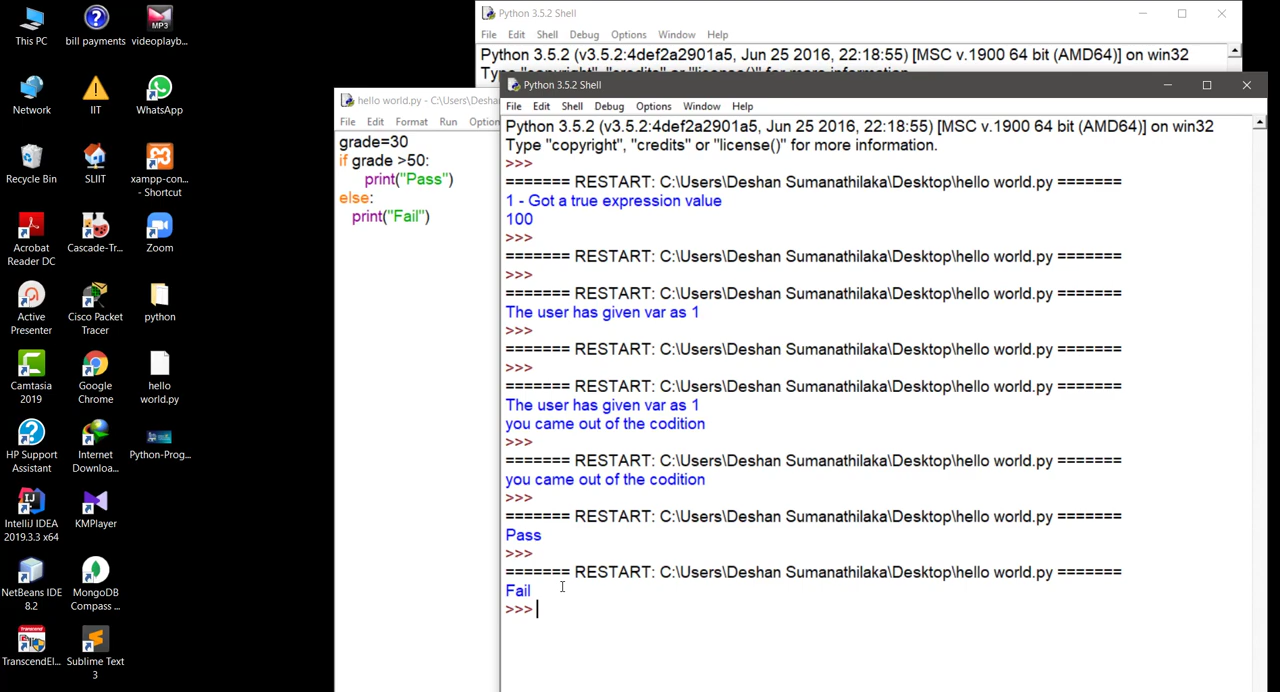 This PC
bill payments
videoplayb...
Network
IIT
WhatsApp
Recycle Bin
SLIIT
xampp-con...
- Shortcut
Acrobat
Reader DC
Cascade-Tr...
Zoom
Active
Presenter
Cisco Packet
Tracer
python
Camtasia
2019
Google
Chrome
hello
world.py
HP Support
Assistant
Internet
Downloa...
Python-Prog...
IntelliJ IDEA
2019.3.3 x64
KMPlayer
NetBeans IDE
8.2
MongoDB
Compass ...
TranscendEl...
Sublime Text
3
MP3
Python 3.5.2 Shell
File Edit Shell Debug Options Window Help
Python 3.5.2 (v3.5.2:4def2a2901a5, Jun 25 2016, 22:18:55) [MSC v.1900 64 bit (AMD64)] on win32
Type "copyright", "credits" or "license()" for more information.
hello world.py - C:\Users\Desha
File Edit Format Run Option
grade=30
if grade >50:
print("Pass")
else:
print("Fail")
Python 3.5.2 Shell
File Edit Shell Debug Options Window Help
Python 3.5.2 (v3.5.2:4def2a2901a5, Jun 25 2016, 22:18:55) [MSC v.1900 64 bit (AMD64)] on win32
Type "copyright", "credits" or "license()" for more information.
>>>
======= RESTART: C:\Users\Deshan Sumanathilaka\Desktop\hello world.py =======
1 - Got a true expression value
100
>>>
======= RESTART: C:\Users\Deshan Sumanathilaka\Desktop\hello world.py =======
>>>
======= RESTART: C:\Users\Deshan Sumanathilaka\Desktop\hello world.py =======
The user has given var as 1
>>>
======= RESTART: C:\Users\Deshan Sumanathilaka\Desktop\hello world.py =======
>>>
======= RESTART: C:\Users\Deshan Sumanathilaka\Desktop\hello world.py =======
The user has given var as 1
you came out of the codition
>>>
======= RESTART: C:\Users\Deshan Sumanathilaka\Desktop\hello world.py =======
you came out of the codition
>>>
======= RESTART: C:\Users\Deshan Sumanathilaka\Desktop\hello world.py =======
Pass
>>>
======= RESTART: C:\Users\Deshan Sumanathilaka\Desktop\hello world.py =======
Fail
>>>